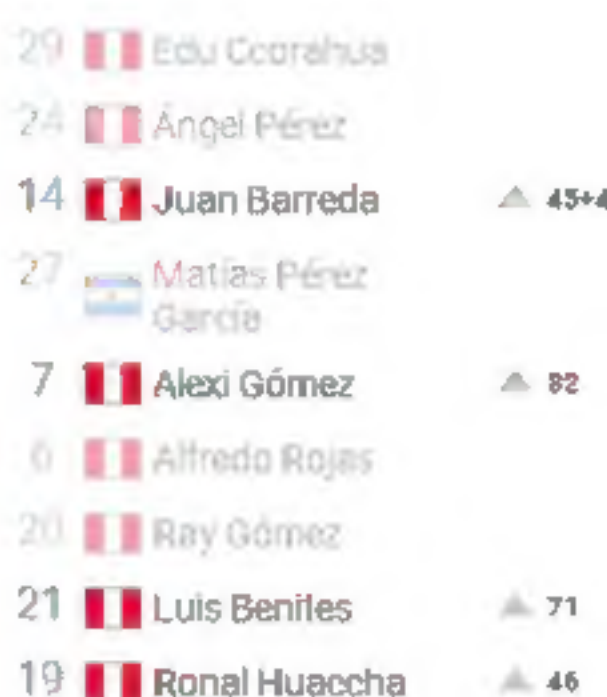 29 Edu Ccorahua
24 Ángel Pérez
14 Juan Barreda 45+4
27 Matías Pérez
García
7 Alexi Gómez 82
6 Alfredo Rojas
20 Ray Gómez
21 Luis Benites 71
19 Ronal Huaccha 46